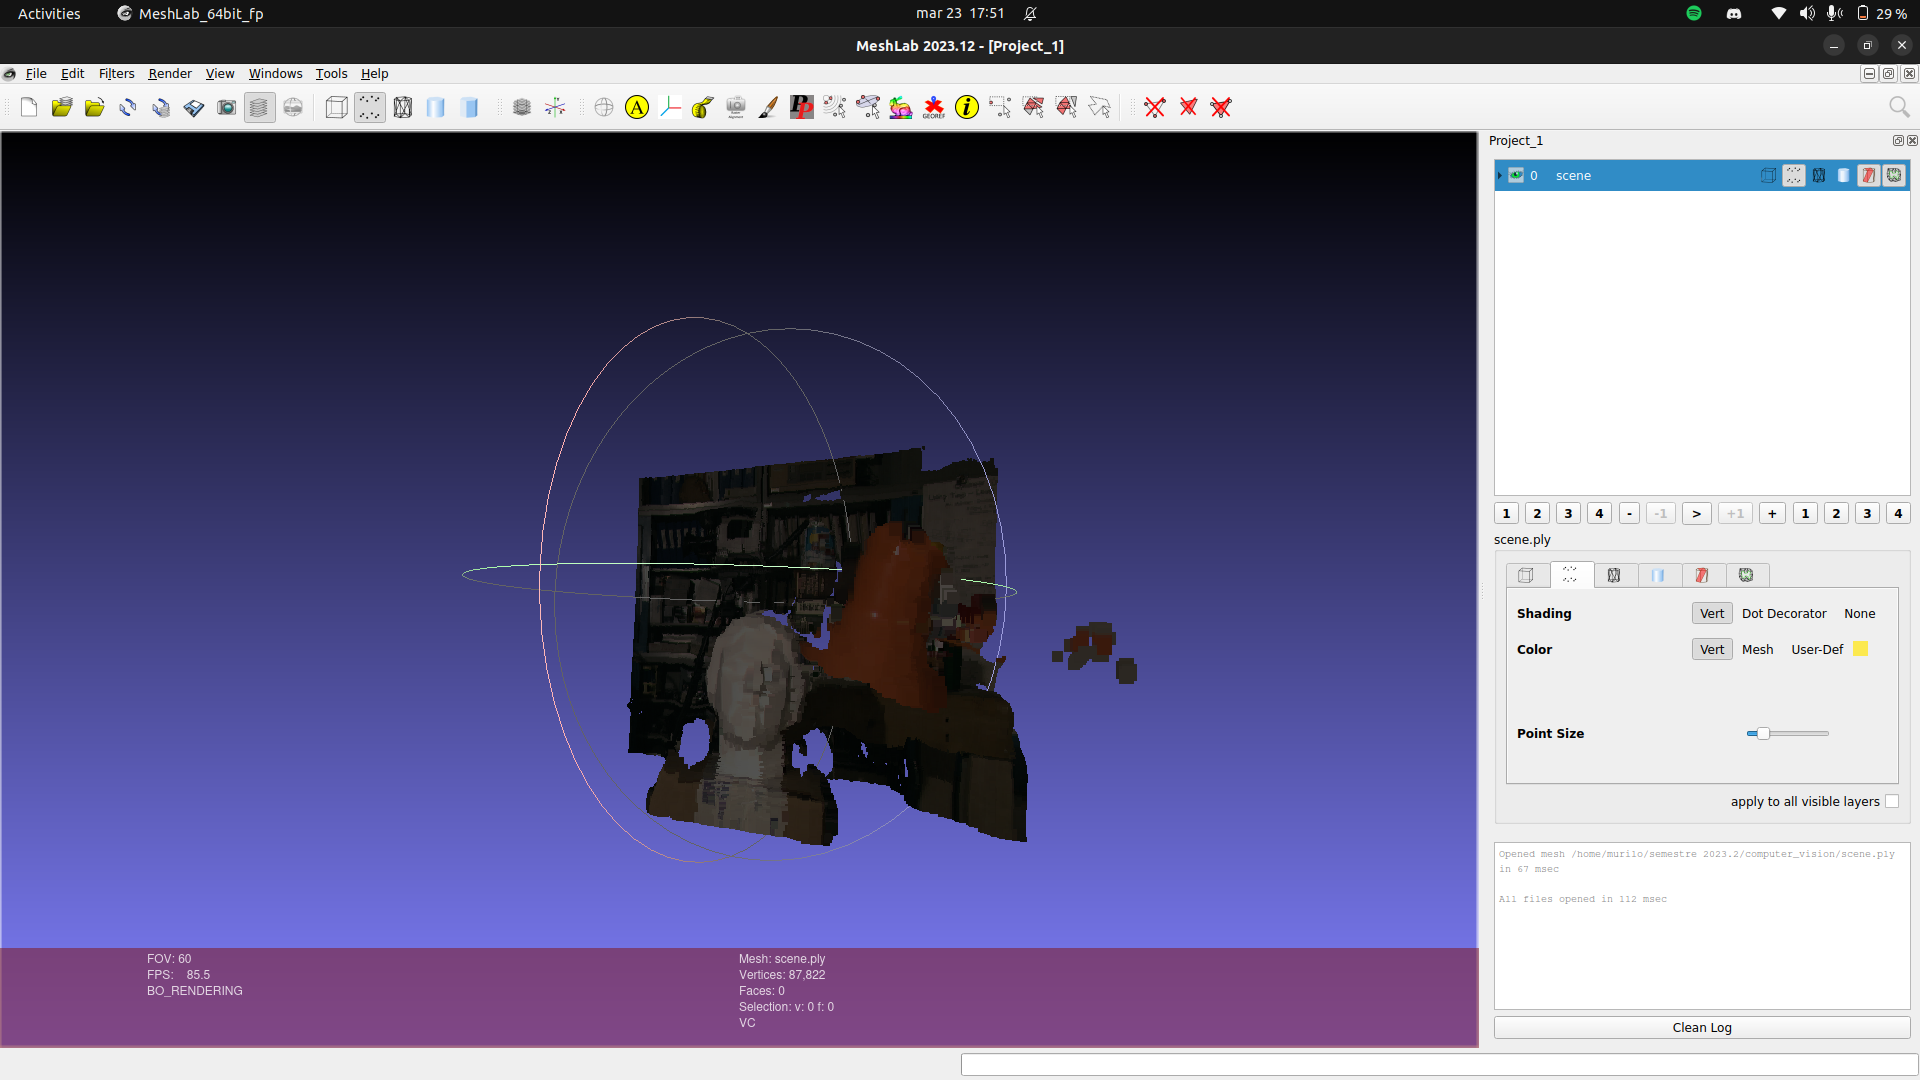 Activities MeshLab_64bit_fp mar 23 17:51 29 %
MeshLab 2023.12 - [Project_1]
File Edit Filters Render View Windows Tools Help
A
GEOREF
Project_1
0 scene
1 2 3 4 - -1 > +1 + 1 2 3 4
scene.ply
Shading Vert Dot Decorator None
Color Vert Mesh User-Def
Point Size
apply to all visible layers
Opened mesh /home/murilo/semestre 2023.2/computer_vision/scene.ply
in 67 msec
All files opened in 112 msec
Clean Log
FOV: 60
FPS: 85.5
BO_RENDERING
Mesh: scene.ply
Vertices: 87,822
Faces: 0
Selection: v: 0 f: 0
VC